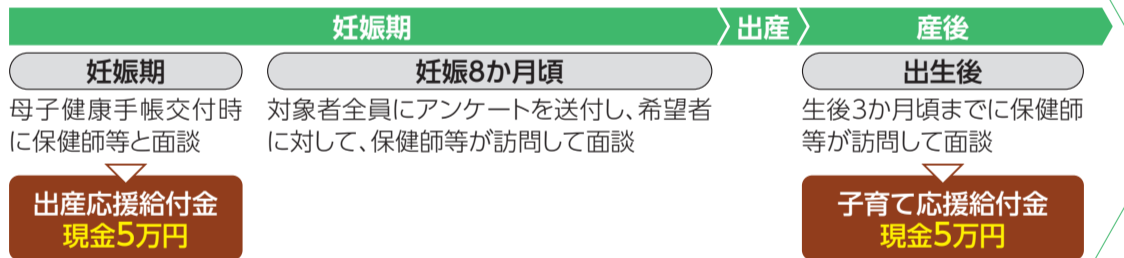 妊娠期
出産
産後
妊娠期
母子健康手帳交付時
に保健師等と面談
出産応援給付金
現金5万円
妊娠8か月頃
対象者全員にアンケートを送付し、希望者
に対して、保健師等が訪問して面談
出生後
生後3か月頃までに保健師
等が訪問して面談
子育て応援給付金
現金5万円